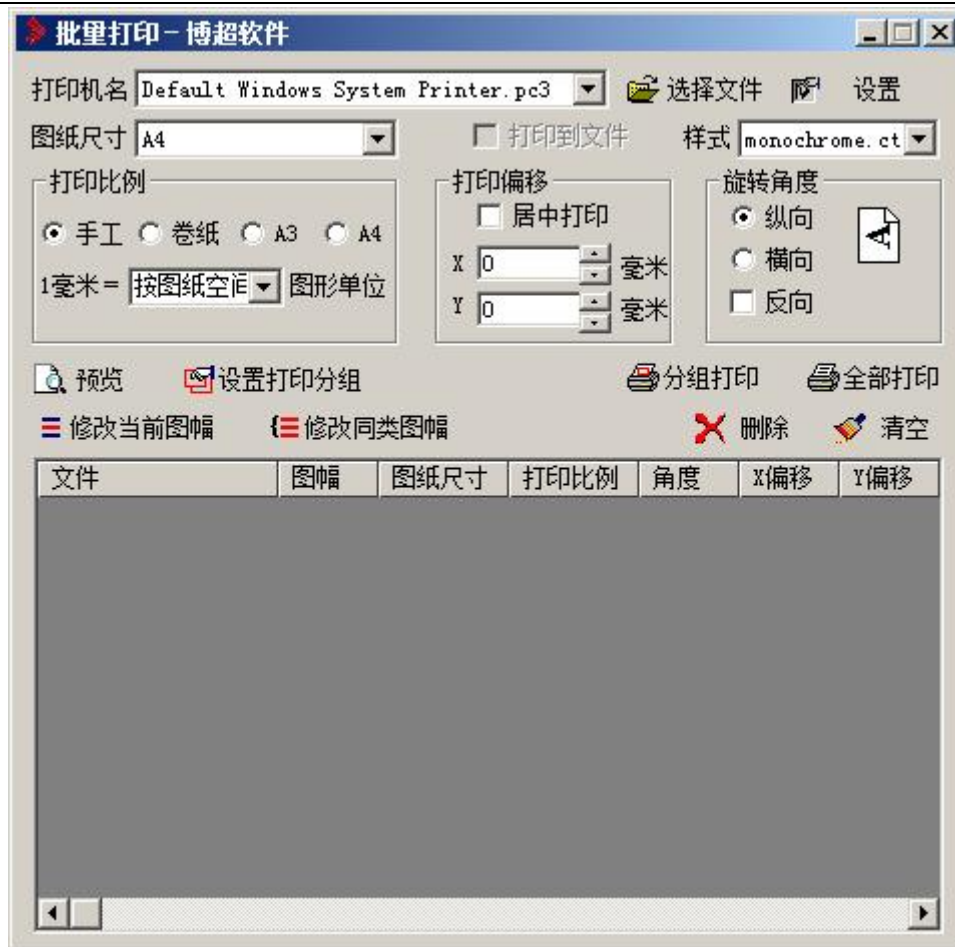 批量打印－博超软件
打印机名 Default Windows System Printer.pc3 选择文件 设置
图纸尺寸 A4 打印到文件 样式 monochrome.ct
打印比例 打印偏移 旋转角度
手工 卷纸 A3 A4 居中打印 纵向
X 0 毫米 横向
1毫米＝ 按图纸空间 图形单位 Y 0 毫米 反向
预览 设置打印分组 分组打印 全部打印
修改当前图幅 修改同类图幅 删除 清空
文件 图幅 图纸尺寸 打印比例 角度 X偏移 Y偏移